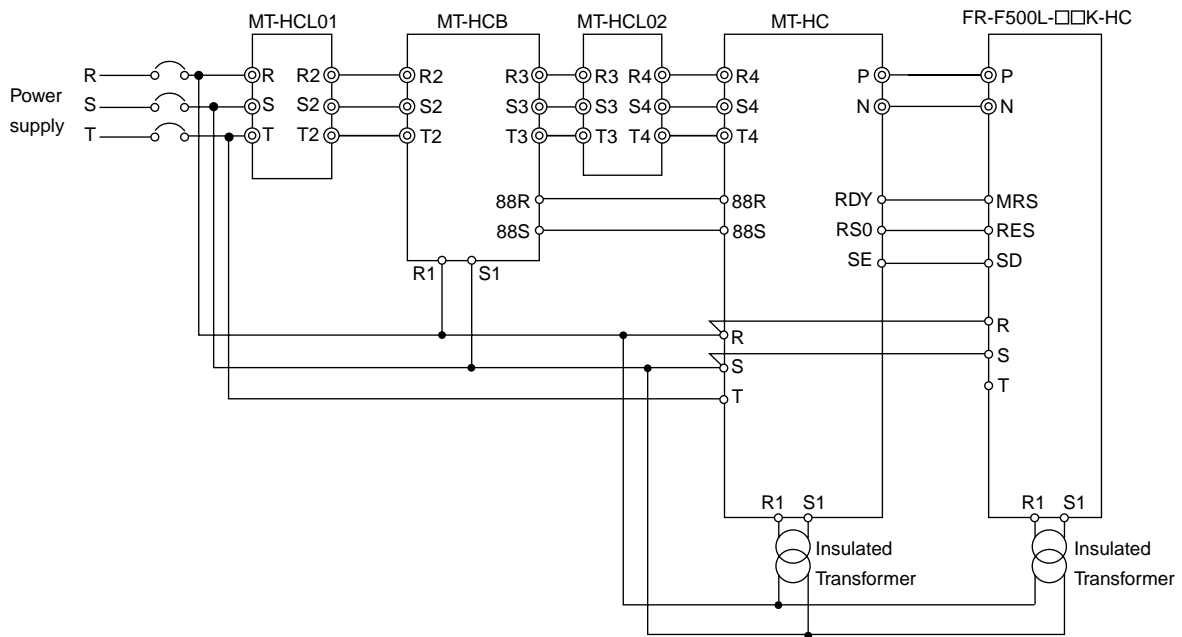 MT-HCL01 MT-HCB MT-HCL02 MT-HC FR-F500L-□□K-HC
Power
supply
R R R2 R2 R3 R3 R4 R4 P P
S S S2 S2 S3 S3 S4 S4 N N
T T T2 T2 T3 T3 T4 T4
88R 88R RDY MRS
88S 88S RS0 RES
R1 S1 SE SD
R R
S S
T T
R1 S1 R1 S1
Insulated Insulated
Transformer Transformer